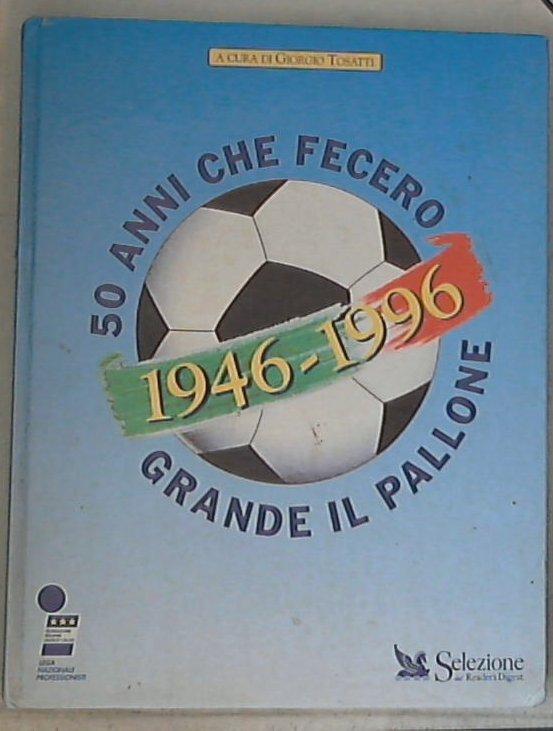 A CURA DI GIORGIO TOSATTI
50 ANNI CHE FECERO
1946-1996
GRANDE IL PALLONE
LEGA
NAZIONALE
PROFESSIONISTI
Selezione
dal Reader's Digest